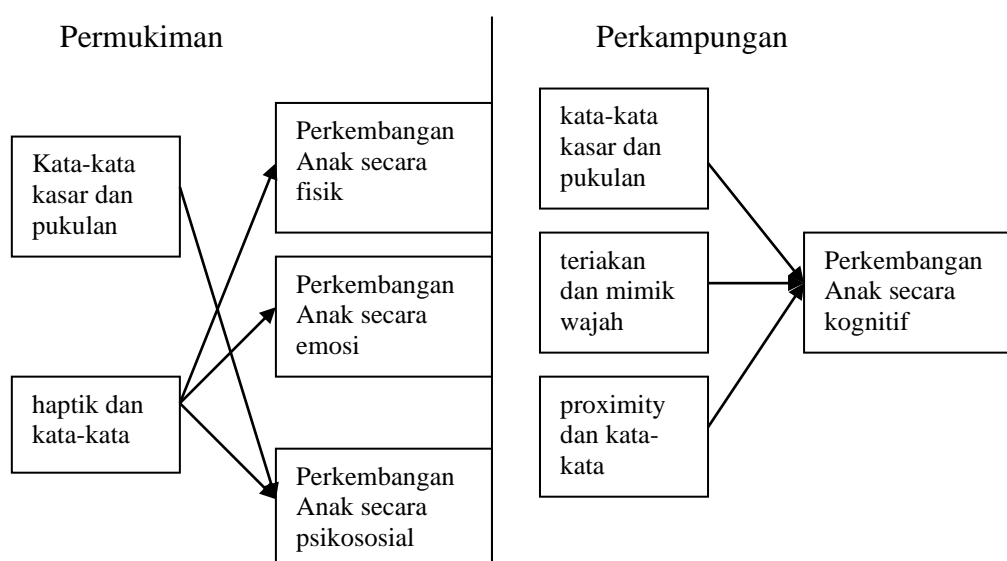 Permukiman
Kata-kata
kasar dan
pukulan
haptik dan
kata-kata
Perkembangan
Anak secara
fisik
Perkembangan
Anak secara
emosi
Perkembangan
Anak secara
psikososial
Perkampungan
kata-kata
kasar dan
pukulan
teriakan
dan mimik
wajah
proximity
dan kata-
kata
Perkembangan
Anak secara
kognitif